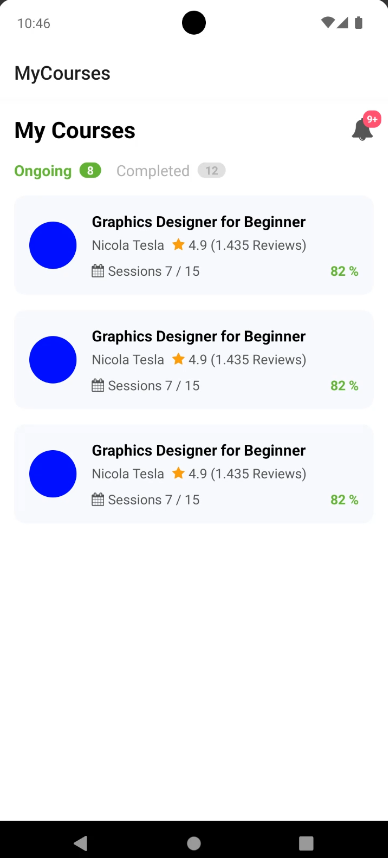 10:46
MyCourses
My Courses
9+
Ongoing 8 Completed 12
Graphics Designer for Beginner
Nicola Tesla 4.9 (1.435 Reviews)
Sessions 7 / 15 82 %
Graphics Designer for Beginner
Nicola Tesla 4.9 (1.435 Reviews)
Sessions 7 / 15 82 %
Graphics Designer for Beginner
Nicola Tesla 4.9 (1.435 Reviews)
Sessions 7 / 15 82 %